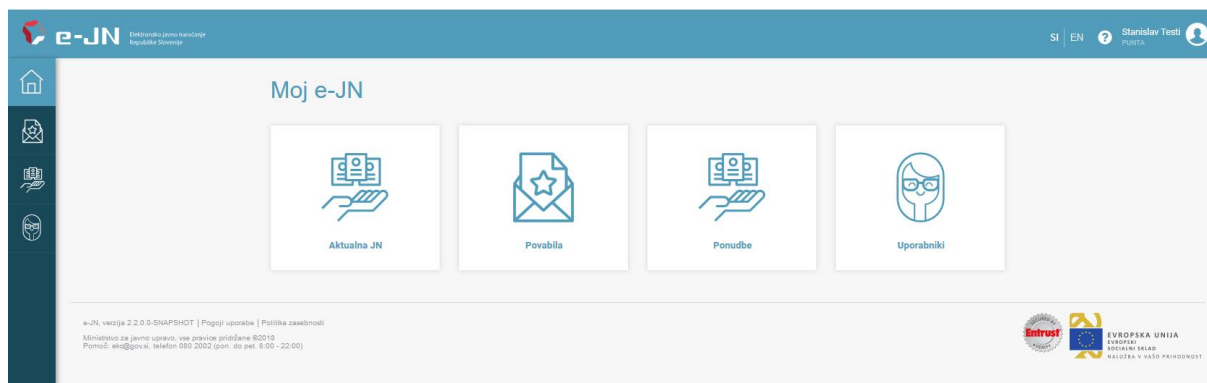 e-JN
Elektronsko javno naročanje
Republike Slovenije
SI | EN
?
Stanislav Testi
PUNTA
Moj e-JN
Aktualna JN
Povabila
Ponudbe
Uporabniki
e-JN, verzija 2.2.0.0-SNAPSHOT | Pogoji uporabe | Politika zasebnosti
Ministrstvo za javno upravo, vse pravice pridržane ©2018
Pomoč: ekc@gov.si, telefon 080 2002 (pon. do pet. 8:00 - 22:00)
SECURED BY
Entrust
EVROPSKA UNIJA
EVROPSKI
SOCIALNI SKLAD
NALOŽBA V VAŠO PRIHODNOST